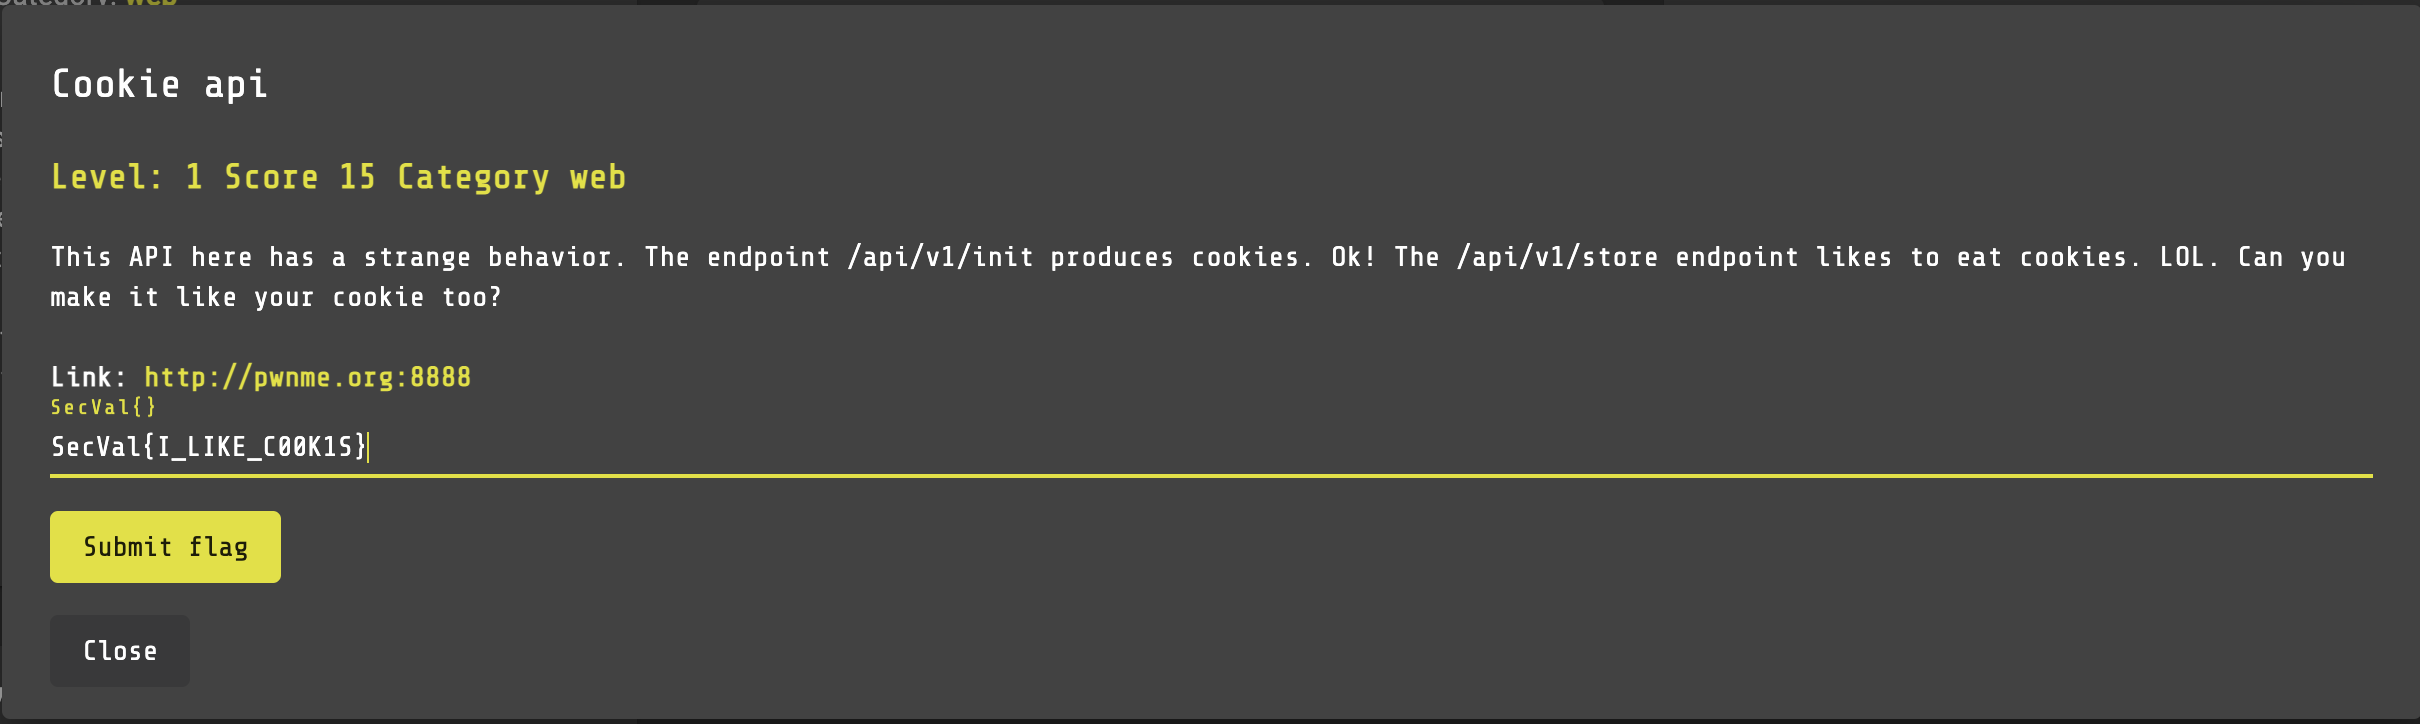 Cookie api
Level: 1 Score 15 Category web
This API here has a strange behavior. The endpoint /api/v1/init produces cookies. Ok! The /api/v1/store endpoint likes to eat cookies. LOL. Can you
make it like your cookie too?
Link: http://pwnme.org:8888
SecVal{}
SecVal{I_LIKE_C00K1S}
Submit flag
Close